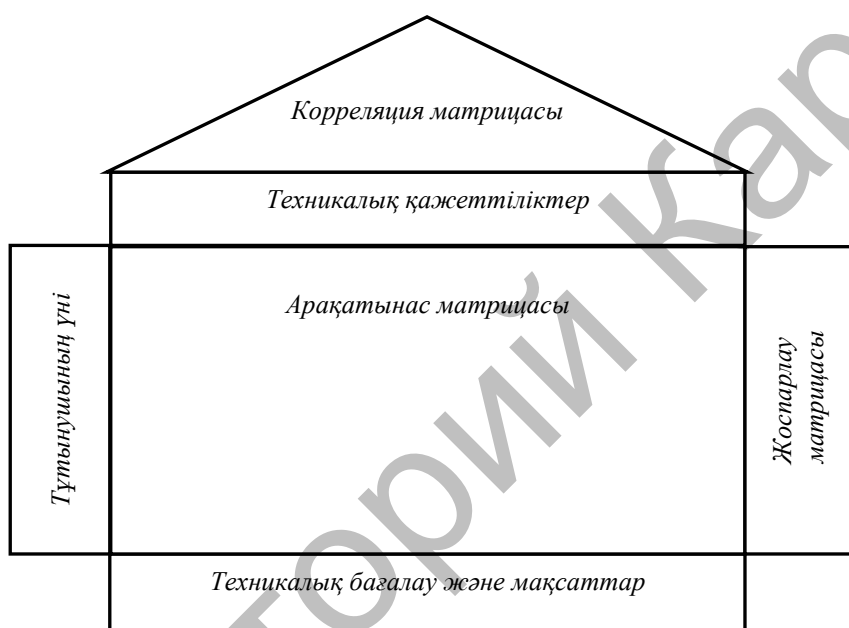 Корреляция матрицасы
Техникалық қажеттіліктер
Тұтынушының үні
Арақатынас матрицасы
Жоспарлау
матрицасы
Техникалық бағалау және мақсаттар